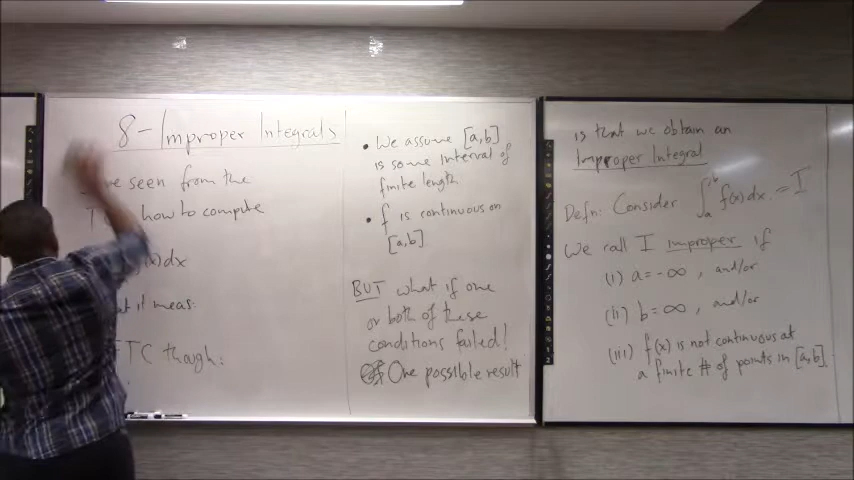 8 - Improper Integrals
ve seen from the
how to compute
(x)dx
at it meas:
FTC though:
• We assume [a,b]
is some interval of
finite length
• f is continuous on
[a,b]
BUT what if one
or both of these
conditions failed!
One possible result
is that we obtain an
Improper Integral
Defn: Consider ∫_a^b f(x)dx = I
We call I improper if
(i) a = -∞, and/or
(ii) b = ∞, and/or
(iii) f(x) is not continuous at
a finite # of points in [a,b].